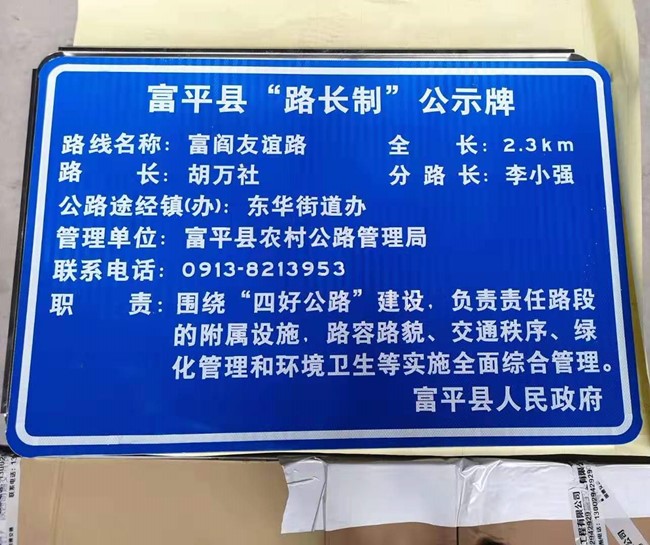 富平县“路长制”公示牌
路线名称：富阎友谊路 全 长：2.3km
路 长：胡万社 分路长：李小强
公路途经镇(办)：东华街道办
管理单位：富平县农村公路管理局
联系电话：0913-8213953
职 责：围绕“四好公路”建设，负责责任路段
的附属设施，路容路貌、交通秩序、绿
化管理和环境卫生等实施全面综合管理。
富平县人民政府
工程有限公司